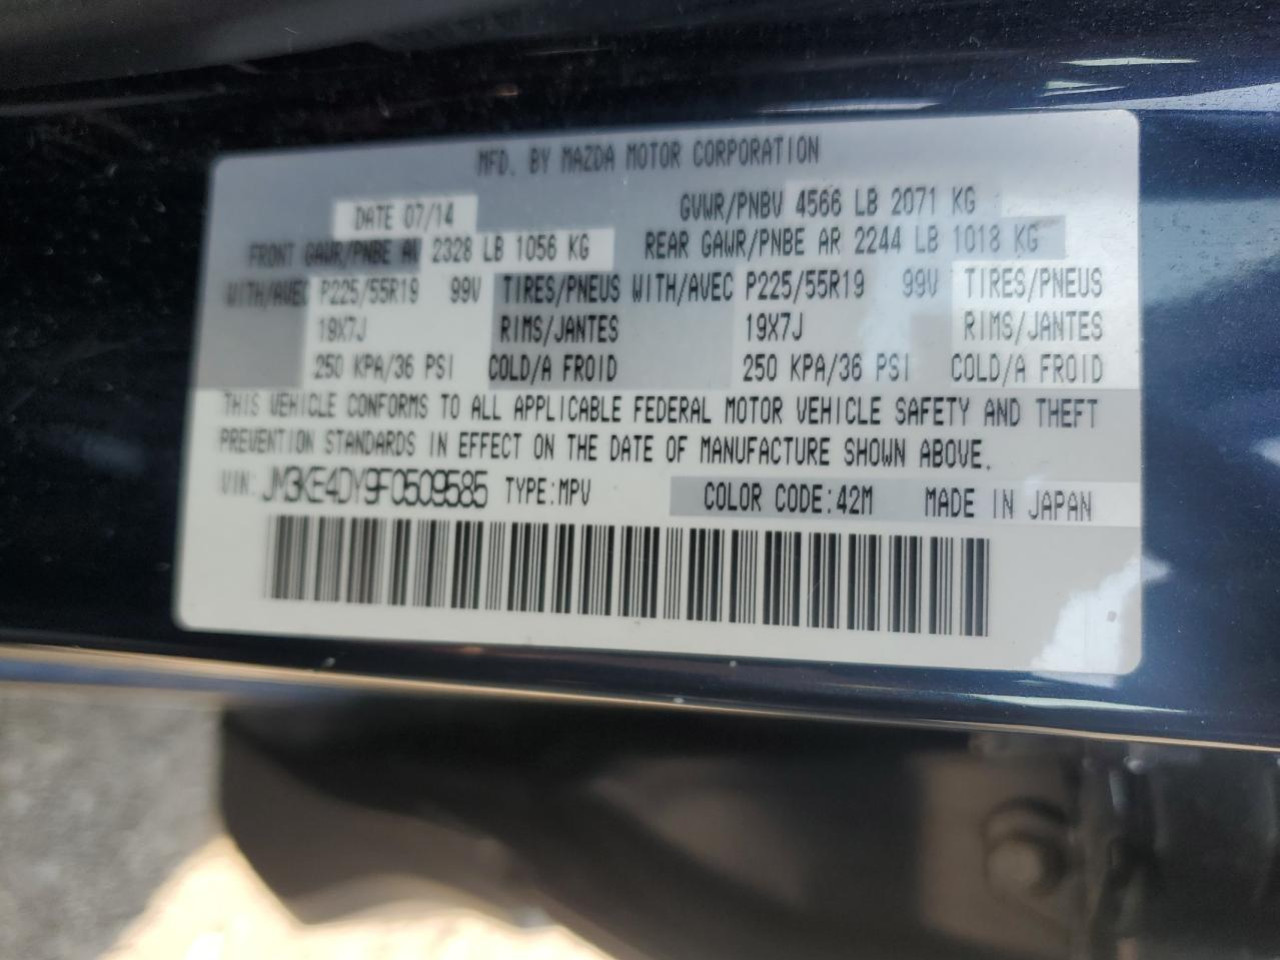 MFD. BY MAZDA MOTOR CORPORATION
DATE 07/14 GVWR/PNBV 4566 LB 2071 KG
FRONT GAWR/PNBE AV 2328 LB 1056 KG REAR GAWR/PNBE AR 2244 LB 1018 KG
WITH/AVEC P225/55R19 99V TIRES/PNEUS WITH/AVEC P225/55R19 99V TIRES/PNEUS
19X7J RIMS/JANTES 19X7J RIMS/JANTES
250 KPA/36 PSI COLD/A FROID 250 KPA/36 PSI COLD/A FROID
THIS VEHICLE CONFORMS TO ALL APPLICABLE FEDERAL MOTOR VEHICLE SAFETY AND THEFT
PREVENTION STANDARDS IN EFFECT ON THE DATE OF MANUFACTURE SHOWN ABOVE.
VIN: JM3KE4DY9F0509585 TYPE:MPV COLOR CODE:42M MADE IN JAPAN